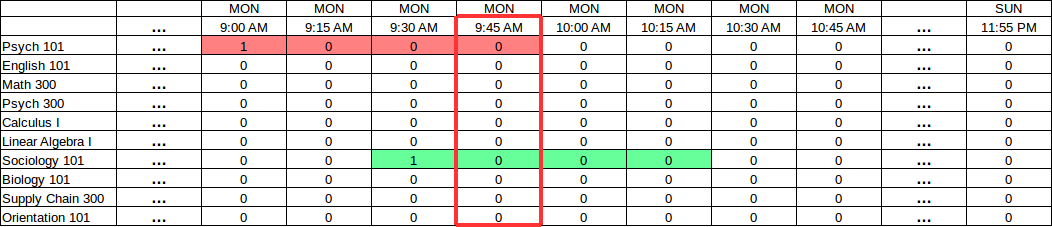 MON MON MON MON MON MON MON MON SUN
... 9:00 AM 9:15 AM 9:30 AM 9:45 AM 10:00 AM 10:15 AM 10:30 AM 10:45 AM ... 11:55 PM
Psych 101 ... 1 0 0 0 0 0 0 0 ... 0
English 101 ... 0 0 0 0 0 0 0 0 ... 0
Math 300 ... 0 0 0 0 0 0 0 0 ... 0
Psych 300 ... 0 0 0 0 0 0 0 0 ... 0
Calculus I ... 0 0 0 0 0 0 0 0 ... 0
Linear Algebra I ... 0 0 0 0 0 0 0 0 ... 0
Sociology 101 ... 0 0 1 0 0 0 0 0 ... 0
Biology 101 ... 0 0 0 0 0 0 0 0 ... 0
Supply Chain 300 ... 0 0 0 0 0 0 0 0 ... 0
Orientation 101 ... 0 0 0 0 0 0 0 0 ... 0